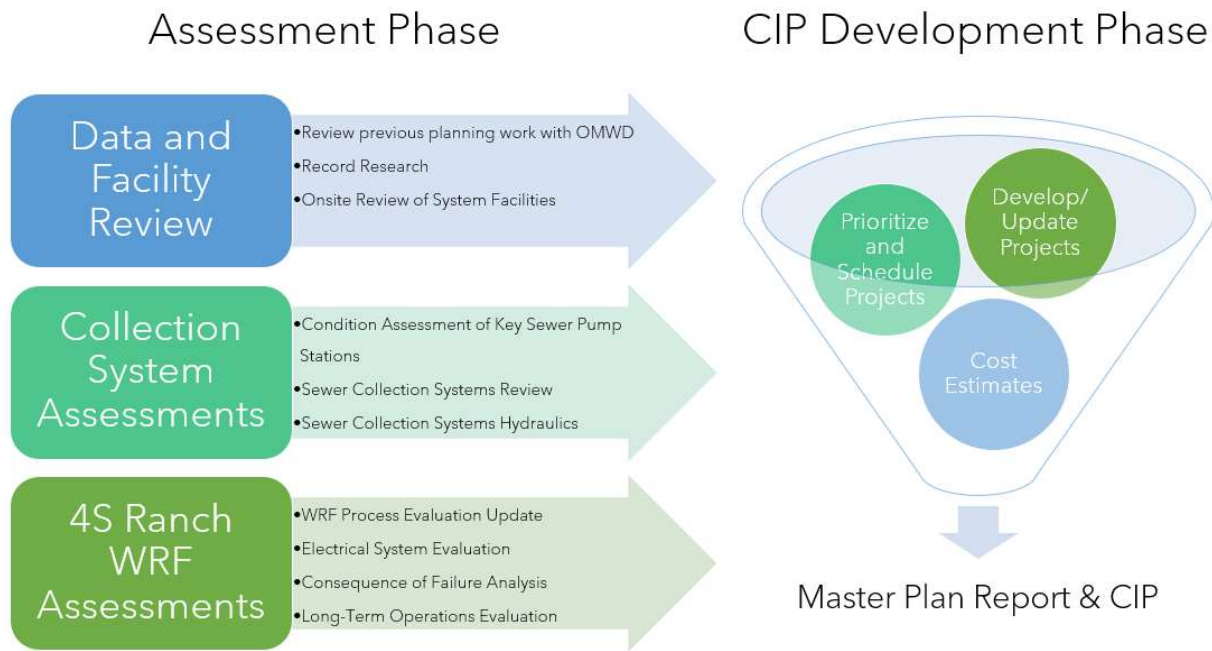 Assessment Phase
CIP Development Phase
Data and
Facility
Review
•Review previous planning work with OMWD
•Record Research
•Onsite Review of System Facilities
Collection
System
Assessments
•Condition Assessment of Key Sewer Pump
Stations
•Sewer Collection Systems Review
•Sewer Collection Systems Hydraulics
4S Ranch
WRF
Assessments
•WRF Process Evaluation Update
•Electrical System Evaluation
•Consequence of Failure Analysis
•Long-Term Operations Evaluation
Prioritize
and
Schedule
Projects
Develop/
Update
Projects
Cost
Estimates
Master Plan Report & CIP